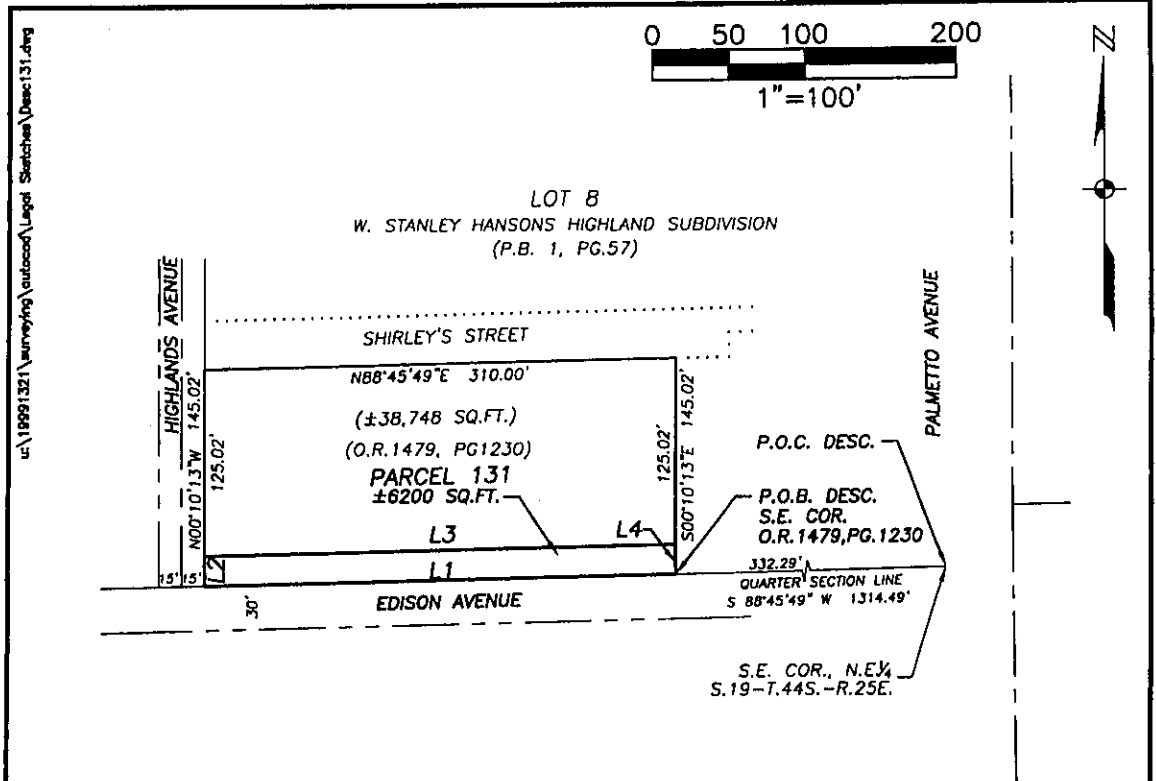 u:\19991321\surveying\autocad\Legal Sketches\Desc131.dwg
0 50 100 200
1"=100'
N
LOT 8
W. STANLEY HANSONS HIGHLAND SUBDIVISION
(P.B. 1, PG.57)
HIGHLANDS AVENUE
SHIRLEY'S STREET
PALMETTO AVENUE
N88°45'49"E 310.00'
(±38,748 SQ.FT.)
(O.R.1479, PG1230)
PARCEL 131
±6200 SQ.FT.
N00°10'13"W 145.02'
125.02'
125.02'
S00°10'13"E 145.02'
P.O.C. DESC.
P.O.B. DESC.
S.E. COR.
O.R.1479,PG.1230
L3
L4
L2
L1
15' 15'
332.29'
QUARTER SECTION LINE
S 88°45'49" W 1314.49'
30'
EDISON AVENUE
S.E. COR., N.E¼
S.19-T.44S.-R.25E.